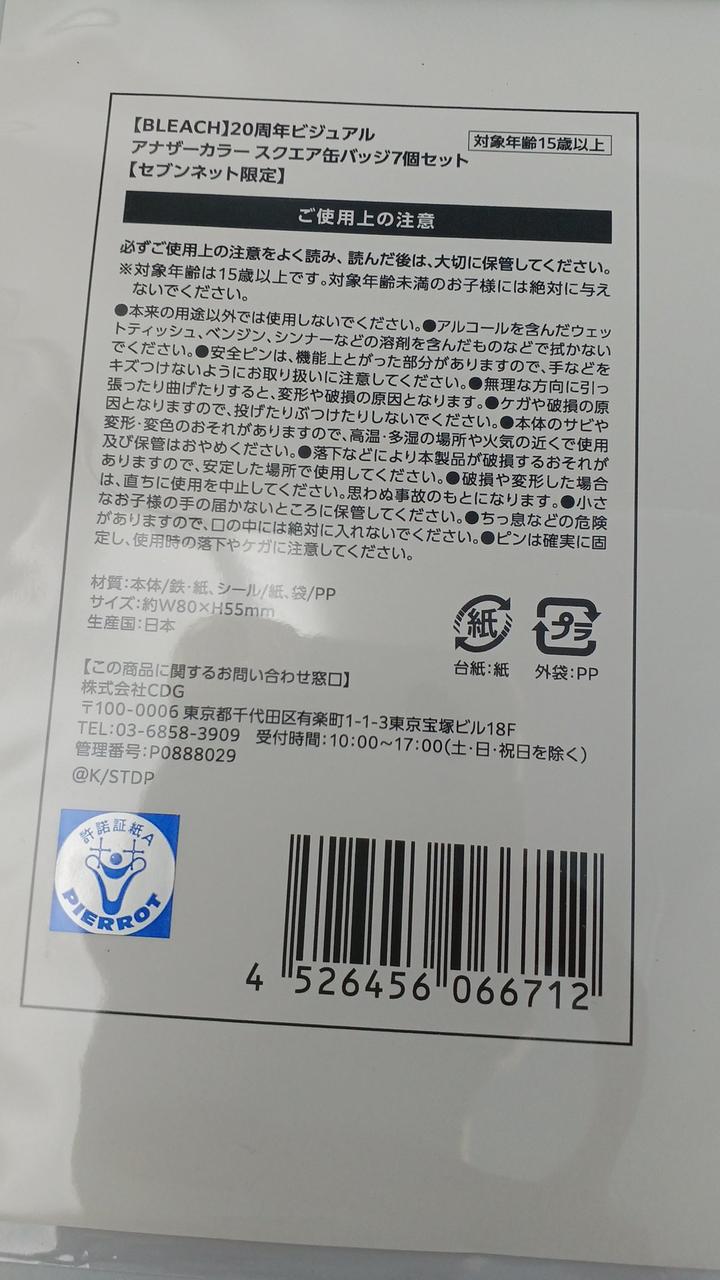 【BLEACH】20周年ビジュアル
アナザーカラー スクエア缶バッジ7個セット
【セブンネット限定】
対象年齢15歳以上
ご使用上の注意
必ずご使用上の注意をよく読み、読んだ後は、大切に保管してください。
※対象年齢は15歳以上です。対象年齢未満のお子様には絶対に与え
ないでください。
●本来の用途以外では使用しないでください。●アルコールを含んだウェッ
トティッシュ、ベンジン、シンナーなどの溶剤を含んだものなどで拭かない
でください。●安全ピンは、機能上とがった部分がありますので、手などを
キズつけないようにお取り扱いに注意してください。●無理な方向に引っ
張ったり曲げたりすると、変形や破損の原因となります。●ケガや破損の原
因となりますので、投げたりぶつけたりしないでください。●本体のサビや
変形・変色のおそれがありますので、高温・多湿の場所や火気の近くで使用
及び保管はおやめください。●落下などにより本製品が破損するおそれが
ありますので、安定した場所で使用してください。●破損や変形した場合
は、直ちに使用を中止してください。思わぬ事故のもとになります。●小さ
なお子様の手の届かないところに保管してください。●ちっ息などの危険
がありますので、口の中には絶対に入れないでください。●ピンは確実に固
定し、使用時の落下やケガに注意してください。
材質:本体/鉄・紙、シール/紙、袋/PP
サイズ:約W80×H55mm
生産国:日本
紙
プラ
台紙:紙 外袋:PP
【この商品に関するお問い合わせ窓口】
株式会社CDG
〒100-0006 東京都千代田区有楽町1-1-3東京宝塚ビル18F
TEL:03-6858-3909 受付時間:10:00~17:00(土・日・祝日を除く)
管理番号:P0888029
@K/STDP
許諾証紙A
PIERROT
4 526456 066712